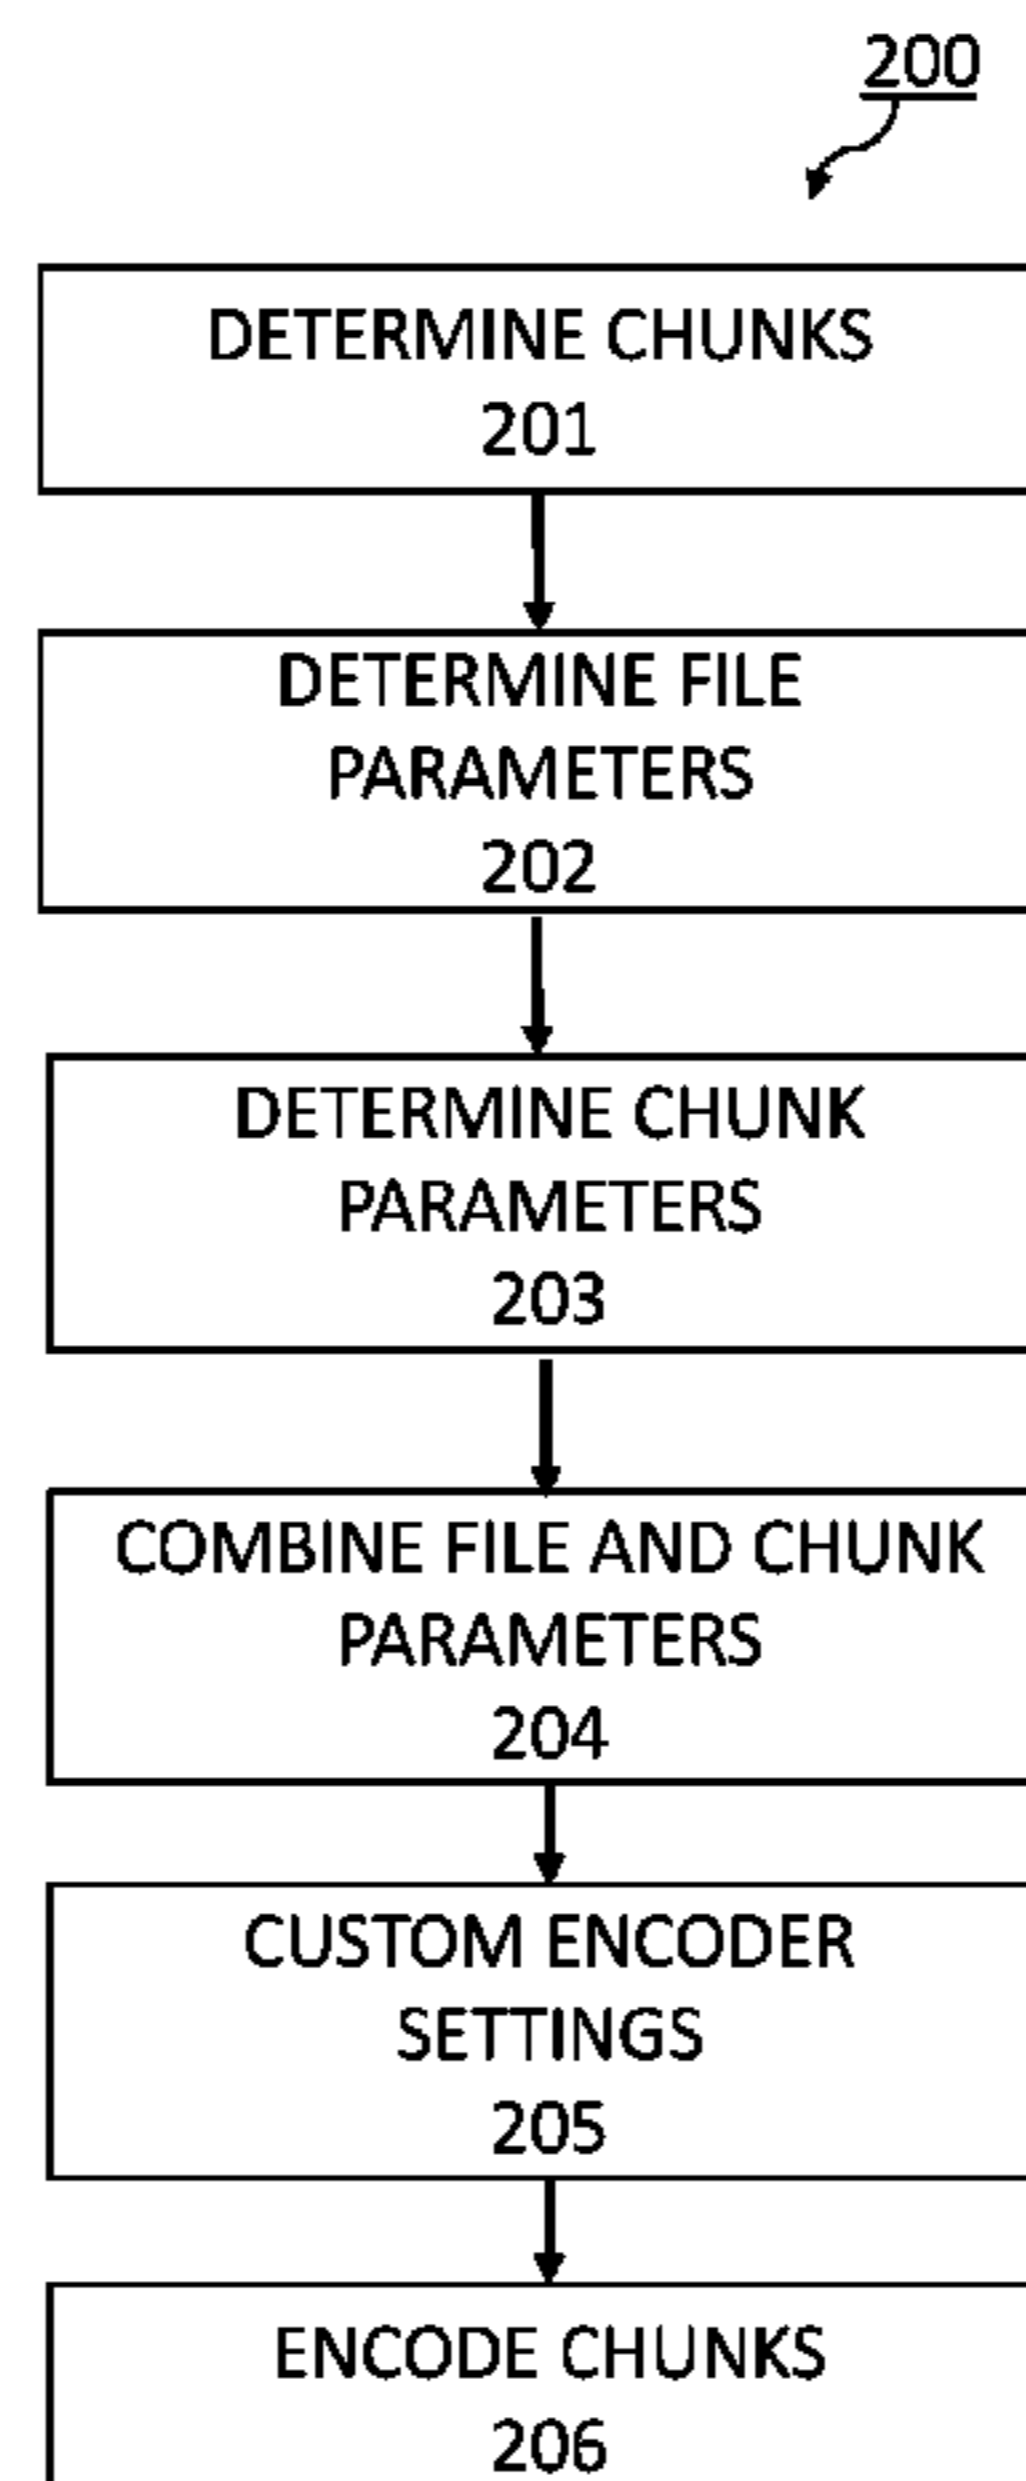 200
DETERMINE CHUNKS
201
DETERMINE FILE
PARAMETERS
202
DETERMINE CHUNK
PARAMETERS
203
COMBINE FILE AND CHUNK
PARAMETERS
204
CUSTOM ENCODER
SETTINGS
205
ENCODE CHUNKS
206